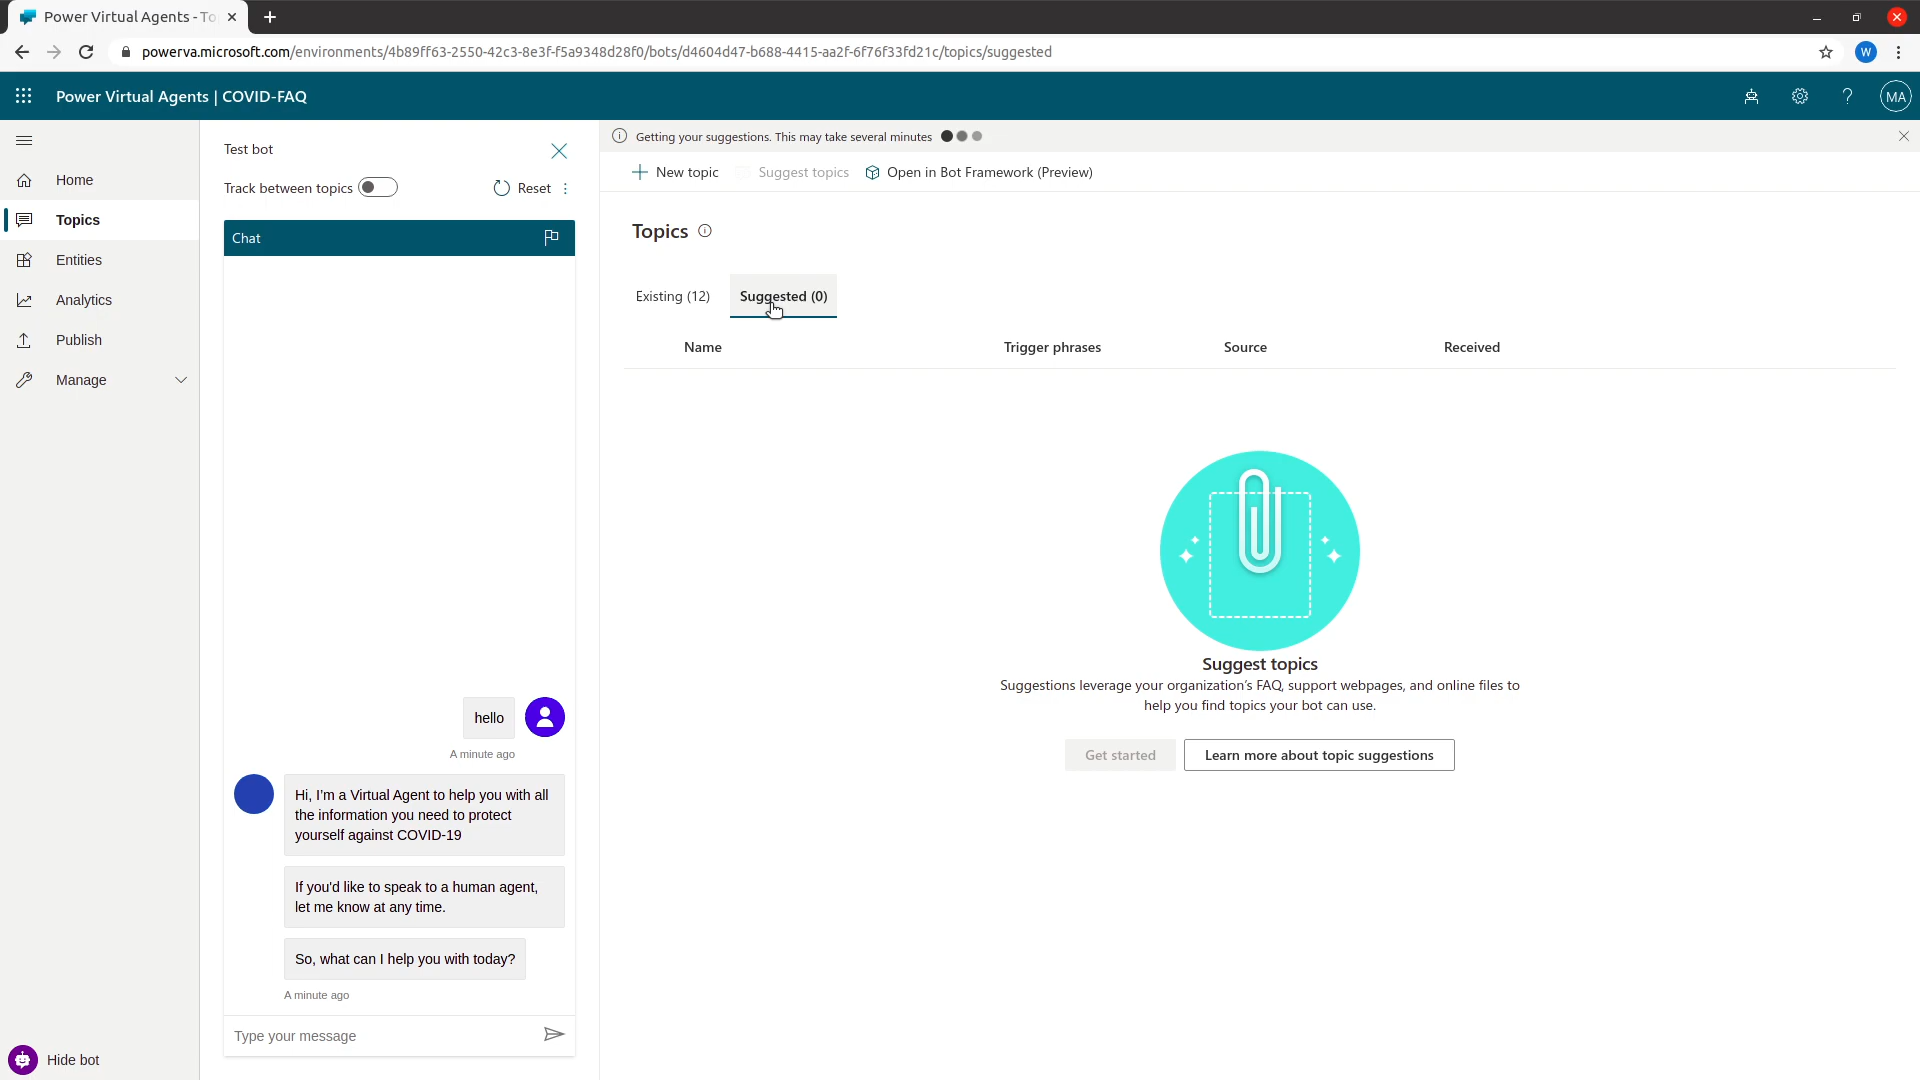 Power Virtual Agents - To
powerva.microsoft.com/environments/4b89ff63-2550-42c3-8e3f-f5a9348d28f0/bots/d4604d47-b688-4415-aa2f-6f76f33fd21c/topics/suggested
W
Power Virtual Agents | COVID-FAQ
MA
Home
Topics
Entities
Analytics
Publish
Manage
Hide bot
Test bot
Track between topics
Reset
Chat
hello
A minute ago
Hi, I'm a Virtual Agent to help you with all
the information you need to protect
yourself against COVID-19
If you'd like to speak to a human agent,
let me know at any time.
So, what can I help you with today?
A minute ago
Type your message
Getting your suggestions. This may take several minutes
New topic
Suggest topics
Open in Bot Framework (Preview)
Topics
Existing (12)
Suggested (0)
Name
Trigger phrases
Source
Received
Suggest topics
Suggestions leverage your organization's FAQ, support webpages, and online files to
help you find topics your bot can use.
Get started
Learn more about topic suggestions